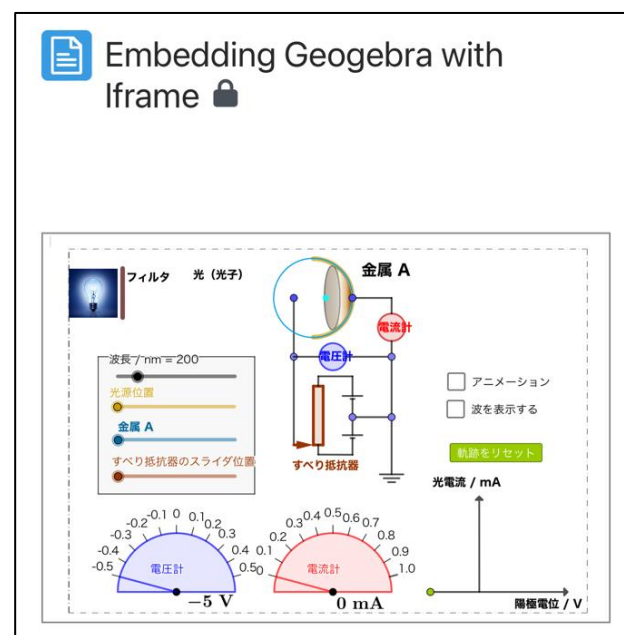 Embedding Geogebra with
Iframe
フィルタ
光（光子）
金属 A
電流計
電圧計
波長 / nm = 200
光源位置
金属 A
すべり抵抗器のスライダ位置
すべり抵抗器
アニメーション
波を表示する
軌跡をリセット
光電流 / mA
-0.5 -0.4 -0.3 -0.2 -0.1 0 0.1 0.2 0.3 0.4 0.5
電圧計
−5 V
0 0.1 0.2 0.3 0.4 0.5 0.6 0.7 0.8 0.9 1.0
電流計
0 mA
陽極電位 / V